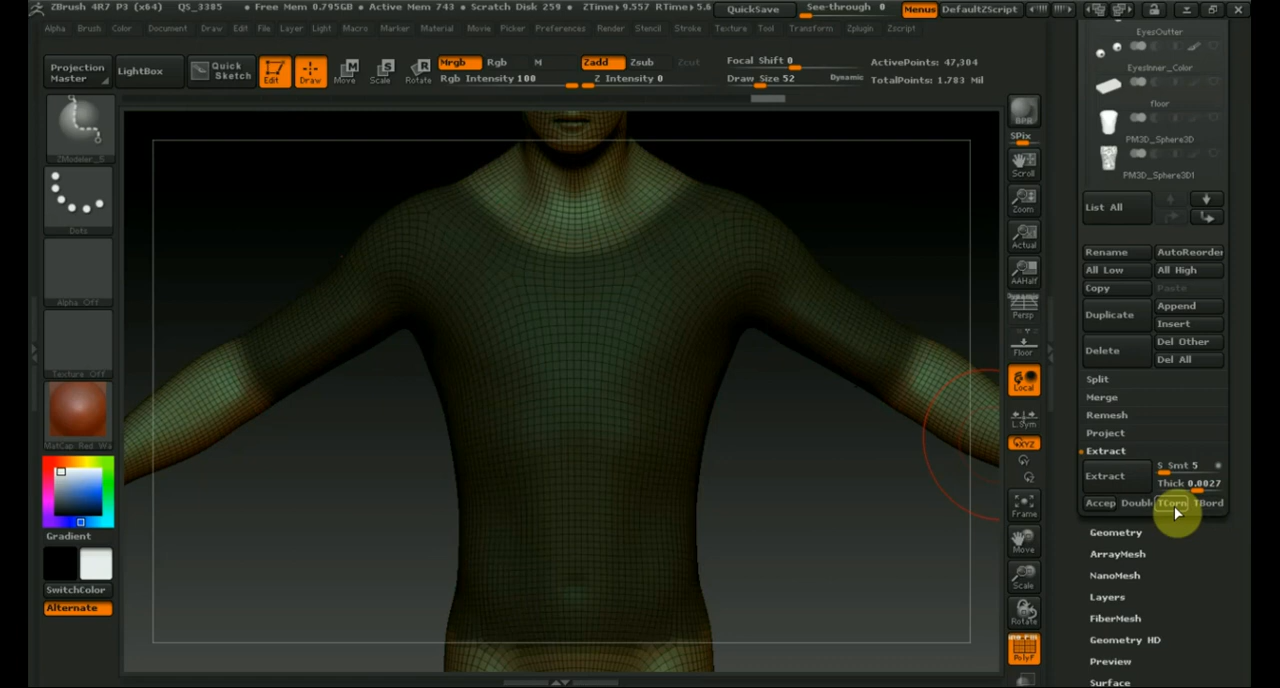 ZBrush 4R7 P3 (x64) QS_3385 • Free Mem 0.795GB • Active Mem 743 • Scratch Disk 259 • ZTime▸9.557 RTime▸5.6 QuickSave See-through 0 Menus DefaultZScript
Alpha Brush Color Document Draw Edit File Layer Light Macro Marker Material Movie Picker Preferences Render Stencil Stroke Texture Tool Transform Zplugin Zscript
Projection Master
LightBox
Quick Sketch
Edit
Draw
Move
Scale
Rotate
Mrgb Rgb M
Rgb Intensity 100
Zadd Zsub Zcut
Z Intensity 0
Focal Shift 0
Draw Size 52 Dynamic
ActivePoints: 47,304
TotalPoints: 1.783 Mil
ZModeler_5
Dots
Alpha Off
Texture Off
MatCap Red Wa
Gradient
SwitchColor
Alternate
BPR
SPix
Scroll
Zoom
Actual
AAHalf
Dynamic
Persp
Floor
Local
L.Sym
XYZ
Frame
Move
Scale
Rotate
PolyF
EyesOutter
EyesInner_Color
floor
PM3D_Sphere3D
PM3D_Sphere3D1
List All
Rename AutoReorder
All Low All High
Copy Paste
Duplicate Append
Insert
Delete Del Other
Del All
Split
Merge
Remesh
Project
Extract
Extract S Smt 5
Thick 0.0027
Accep Doubl TCorn TBord
Geometry
ArrayMesh
NanoMesh
Layers
FiberMesh
Geometry HD
Preview
Surface